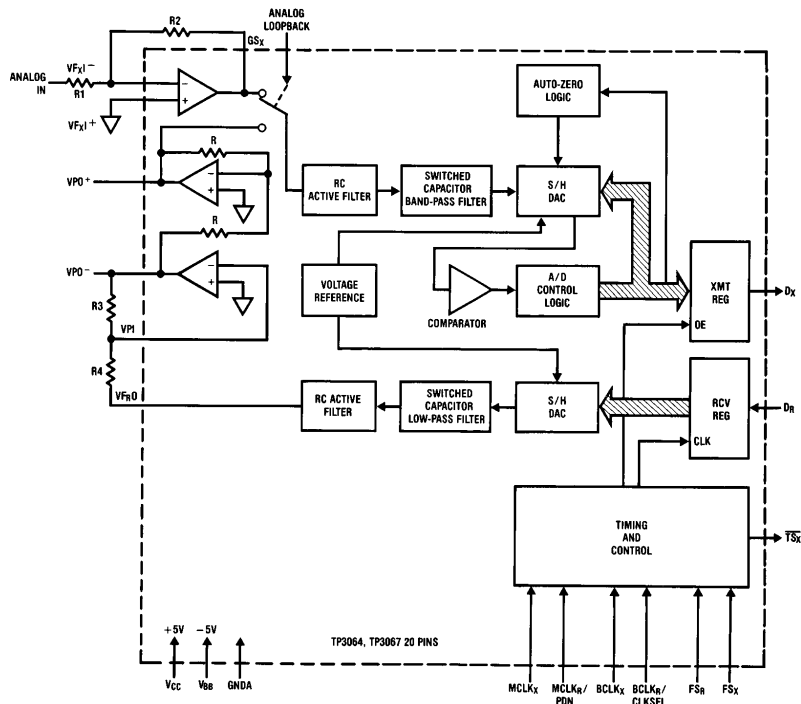 R2
ANALOG
LOOPBACK
GSX
ANALOG
IN
VFXI−
R1
−
+
VFXI+
AUTO-ZERO
LOGIC
R
VPO+
−
+
RC
ACTIVE FILTER
SWITCHED
CAPACITOR
BAND-PASS FILTER
S/H
DAC
R
VPO−
−
+
VOLTAGE
REFERENCE
COMPARATOR
A/D
CONTROL
LOGIC
XMT
REG
DX
OE
R3
VPI
R4
VFRO
RC ACTIVE
FILTER
SWITCHED
CAPACITOR
LOW-PASS FILTER
S/H
DAC
RCV
REG
DR
CLK
TIMING
AND
CONTROL
TSX
+5V
−5V
TP3064, TP3067 20 PINS
VCC
VBB
GNDA
MCLKX
MCLKR/
PDN
BCLKX
BCLKR/
CLKSEL
FSR
FSX